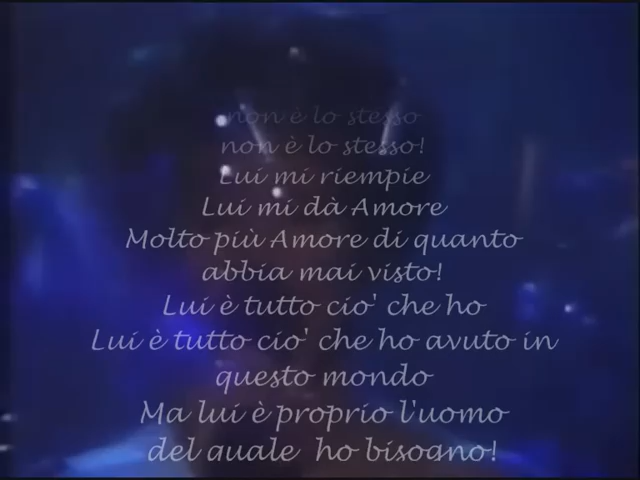 non è lo stesso
non è lo stesso!
Lui mi riempie
Lui mi dà Amore
Molto più Amore di quanto
abbia mai visto!
Lui è tutto cio' che ho
Lui è tutto cio' che ho avuto in
questo mondo
Ma lui è proprio l'uomo
del quale ho bisogno!